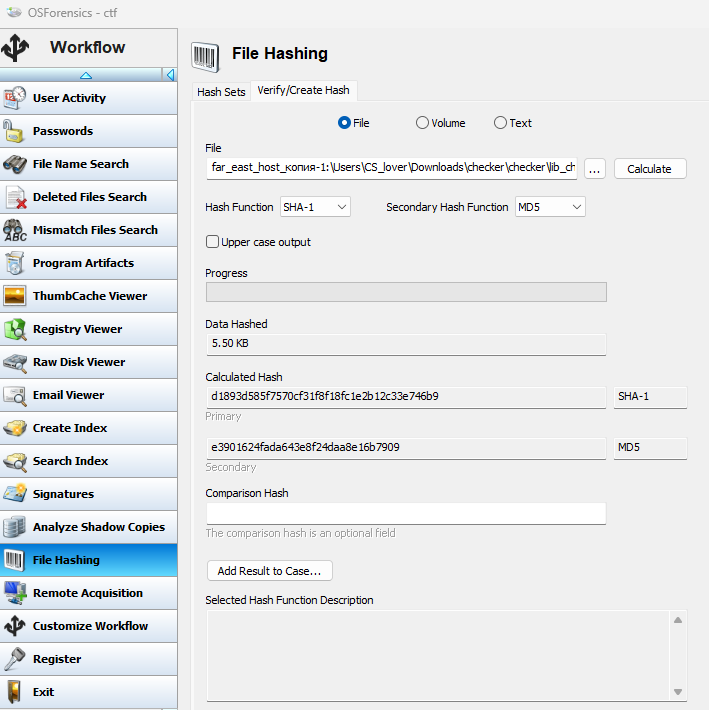 OSForensics - ctf
Workflow
User Activity
Passwords
File Name Search
Deleted Files Search
Mismatch Files Search
Program Artifacts
ThumbCache Viewer
Registry Viewer
Raw Disk Viewer
Email Viewer
Create Index
Search Index
Signatures
Analyze Shadow Copies
File Hashing
Remote Acquisition
Customize Workflow
Register
Exit
File Hashing
Hash Sets Verify/Create Hash
File Volume Text
File
far_east_host_копия-1:\Users\CS_lover\Downloads\checker\checker\lib_ch ... Calculate
Hash Function SHA-1 Secondary Hash Function MD5
Upper case output
Progress
Data Hashed
5.50 KB
Calculated Hash
d1893d585f7570cf31f8f18fc1e2b12c33e746b9 SHA-1
Primary
e3901624fada643e8f24daa8e16b7909 MD5
Secondary
Comparison Hash
The comparison hash is an optional field
Add Result to Case...
Selected Hash Function Description